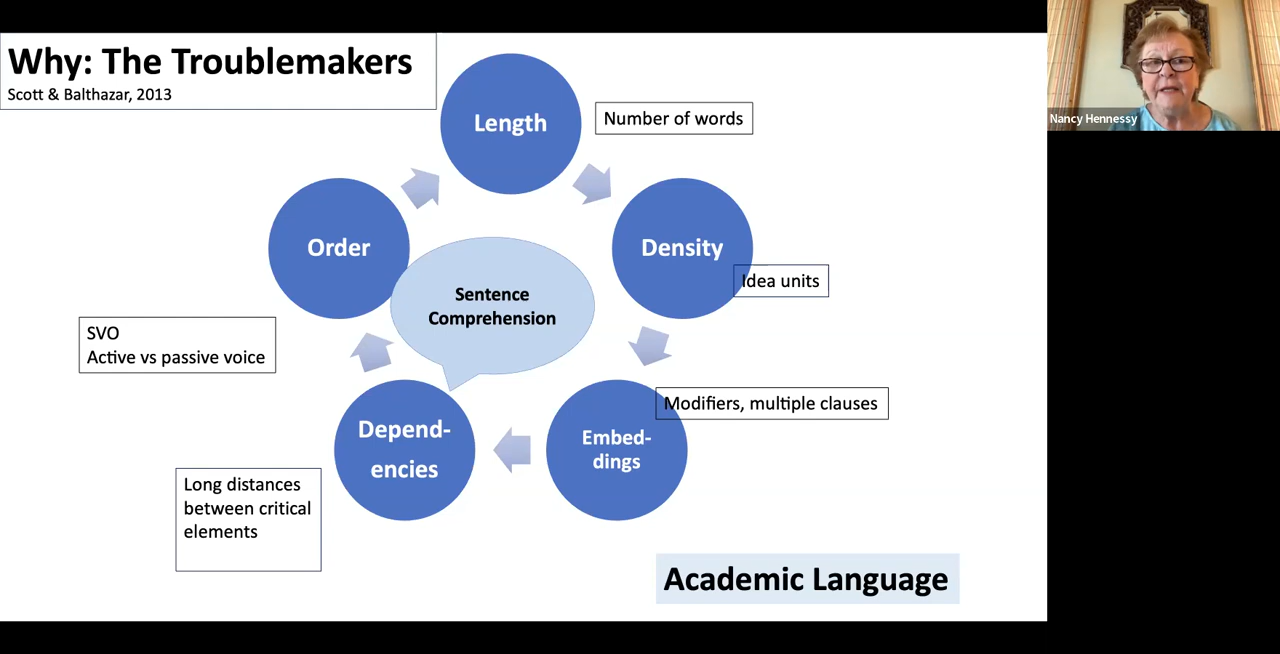 Why: The Troublemakers
Scott & Balthazar, 2013
Length
Number of words
Density
Idea units
Embed-
dings
Modifiers, multiple clauses
Depend-
encies
Long distances
between critical
elements
Order
SVO
Active vs passive voice
Sentence
Comprehension
Academic Language
Nancy Hennessy